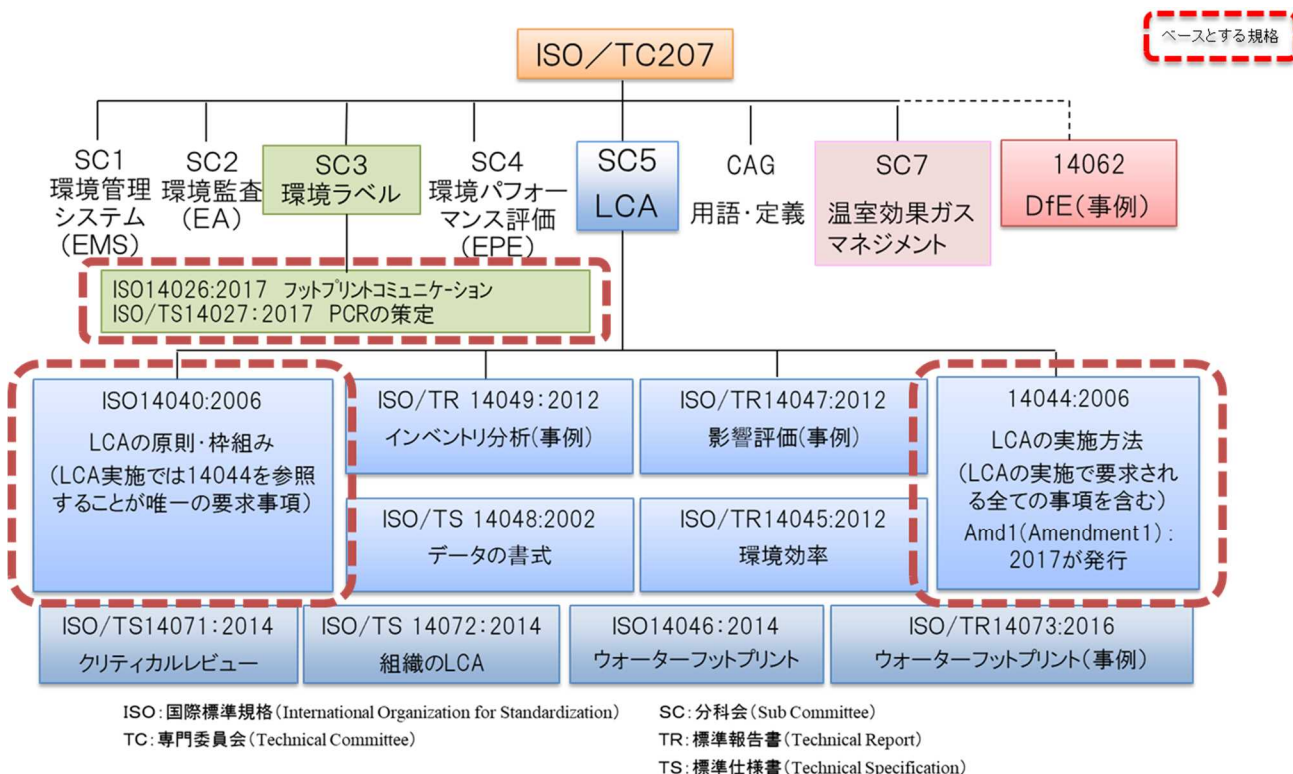 ベースとする規格
ISO／TC207
SC1
環境管理
システム
(EMS)
SC2
環境監査
(EA)
SC3
環境ラベル
SC4
環境パフォー
マンス評価
(EPE)
SC5
LCA
CAG
用語・定義
SC7
温室効果ガス
マネジメント
14062
DfE(事例)
ISO14026:2017 フットプリントコミュニケーション
ISO/TS14027：2017 PCRの策定
ISO14040:2006
LCAの原則・枠組み
(LCA実施では14044を参照
することが唯一の要求事項)
ISO/TR 14049：2012
インベントリ分析(事例)
ISO/TR14047:2012
影響評価(事例)
14044:2006
LCAの実施方法
(LCAの実施で要求され
る全ての事項を含む)
Amd1(Amendment1)：
2017が発行
ISO/TS 14048:2002
データの書式
ISO/TR14045:2012
環境効率
ISO/TS14071：2014
クリティカルレビュー
ISO/TS 14072：2014
組織のLCA
ISO14046：2014
ウォーターフットプリント
ISO/TR14073:2016
ウォーターフットプリント(事例)
ISO：国際標準規格(International Organization for Standardization)
TC：専門委員会(Technical Committee)
SC：分科会(Sub Committee)
TR：標準報告書(Technical Report)
TS：標準仕様書(Technical Specification)